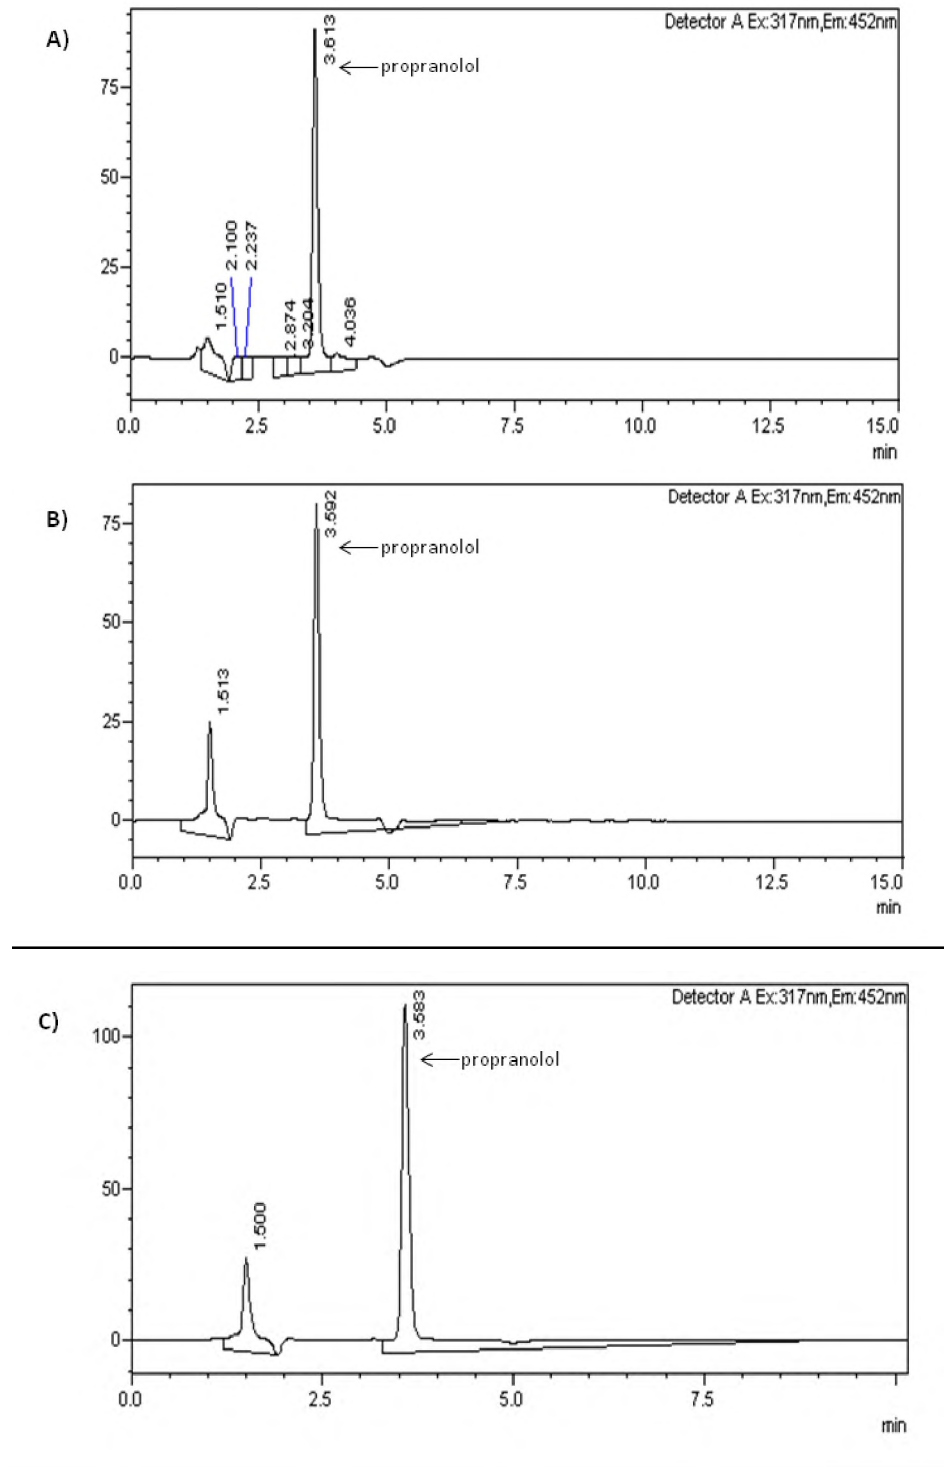 A)
Detector A Ex:317nm,Em:452nm
3.613
propranolol
75
50
25
0
1.510
2.100
2.237
2.874
3.204
4.036
0.0 2.5 5.0 7.5 10.0 12.5 15.0
min
B)
Detector A Ex:317nm,Em:452nm
3.592
propranolol
75
50
25
0
1.513
0.0 2.5 5.0 7.5 10.0 12.5 15.0
min
C)
Detector A Ex:317nm,Em:452nm
3.583
propranolol
100
50
0
1.500
0.0 2.5 5.0 7.5
min